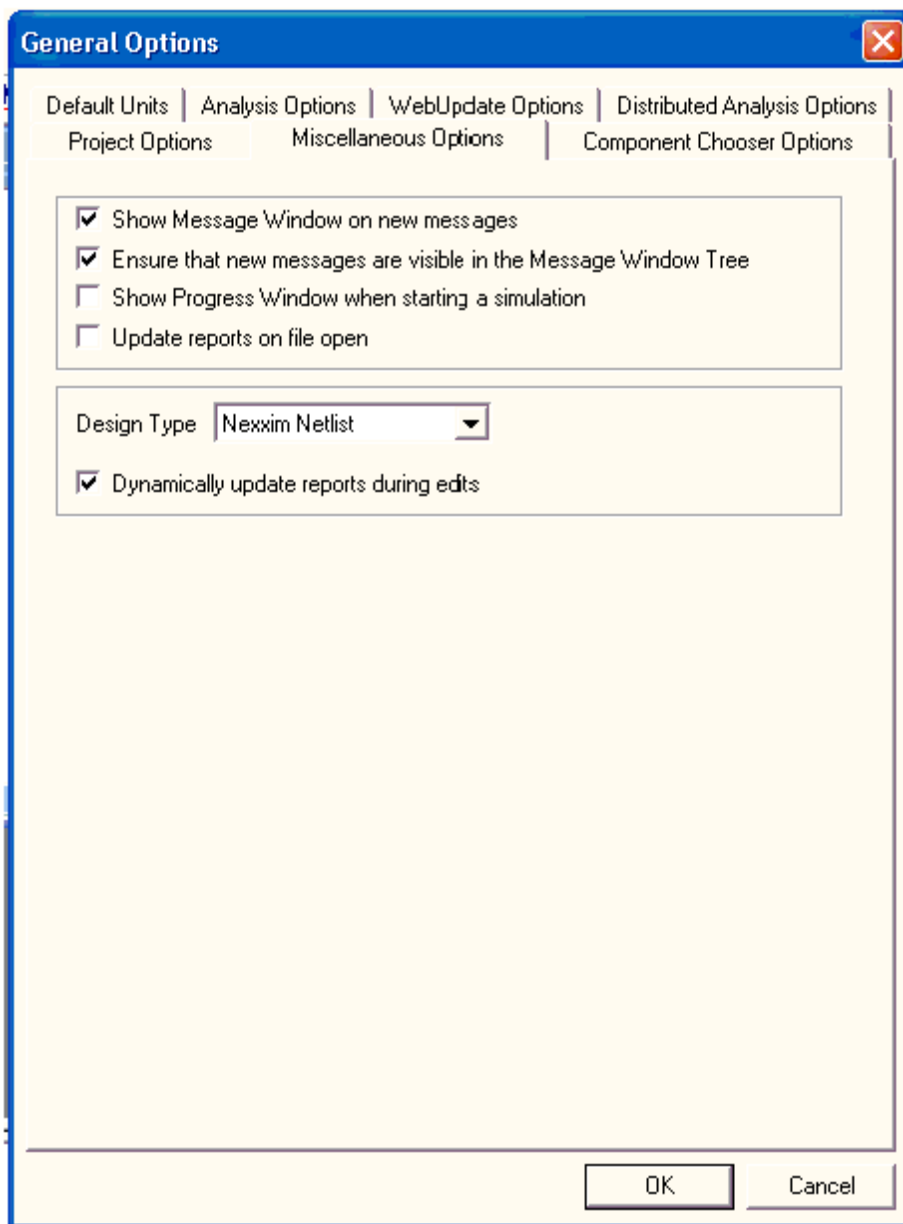 General Options
Default Units Analysis Options WebUpdate Options Distributed Analysis Options
Project Options Miscellaneous Options Component Chooser Options
Show Message Window on new messages
Ensure that new messages are visible in the Message Window Tree
Show Progress Window when starting a simulation
Update reports on file open
Design Type Nexxim Netlist
Dynamically update reports during edits
OK Cancel